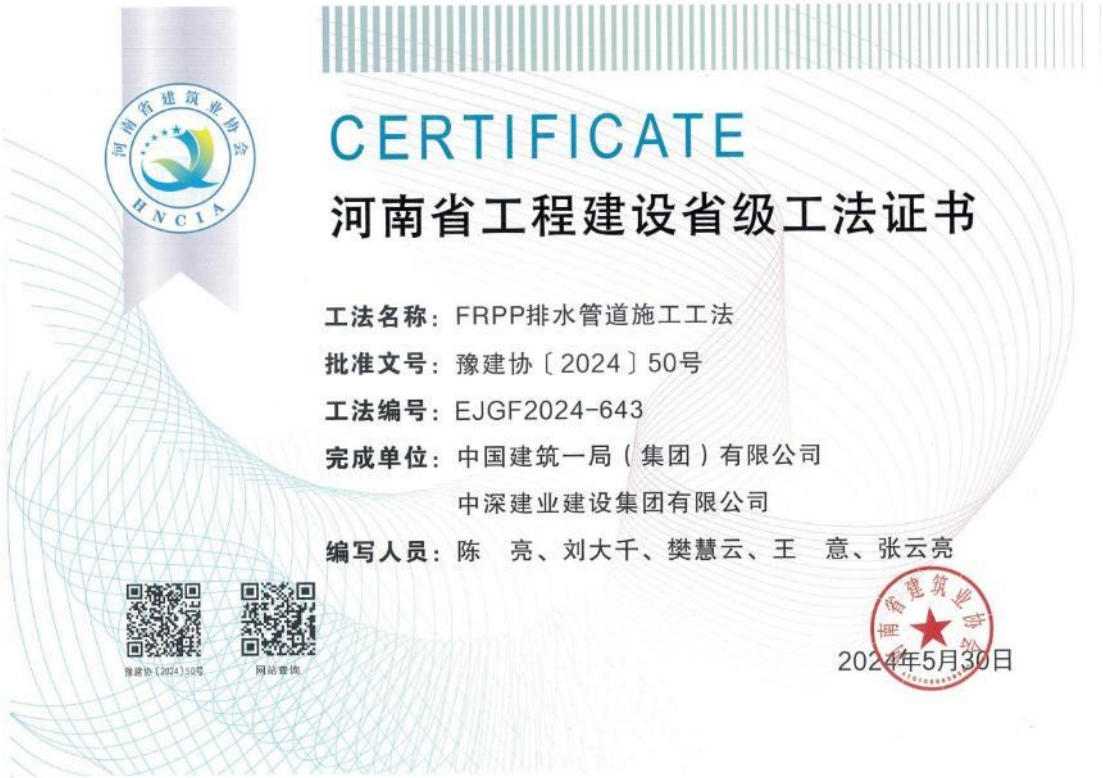 河南省建筑业协会
HNCIA
CERTIFICATE
河南省工程建设省级工法证书
工法名称：FRPP排水管道施工工法
批准文号：豫建协〔2024〕50号
工法编号：EJGF2024-643
完成单位：中国建筑一局（集团）有限公司
中深建业建设集团有限公司
编写人员：陈　亮、刘大千、樊慧云、王　意、张云亮
豫建协〔2024〕50号
网站查询
河南省建筑业协会
2024年5月30日